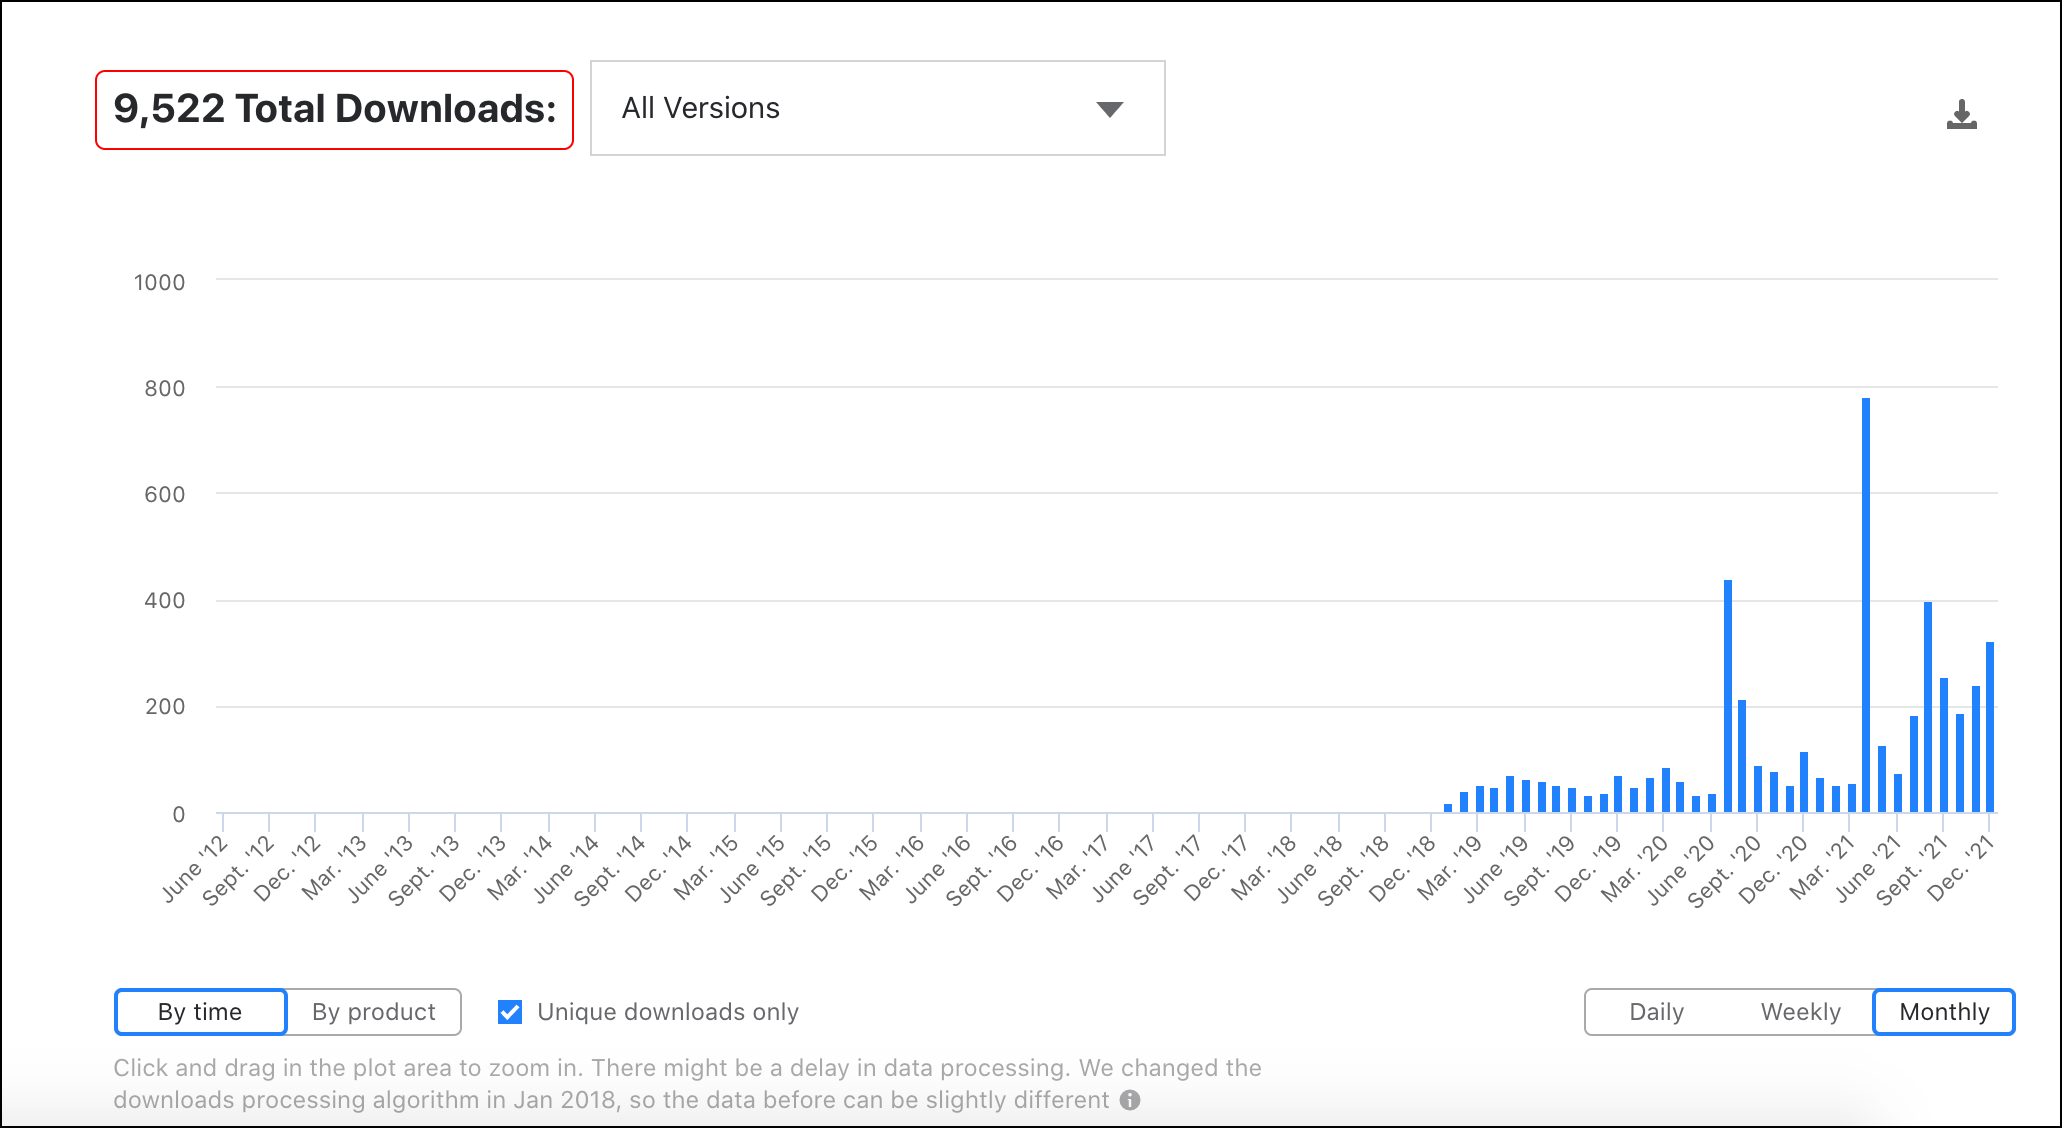 9,522 Total Downloads:
All Versions
1000
800
600
400
200
0
June '12
Sept. '12
Dec. '12
Mar. '13
June '13
Sept. '13
Dec. '13
Mar. '14
June '14
Sept. '14
Dec. '14
Mar. '15
June '15
Sept. '15
Dec. '15
Mar. '16
June '16
Sept. '16
Dec. '16
Mar. '17
June '17
Sept. '17
Dec. '17
Mar. '18
June '18
Sept. '18
Dec. '18
Mar. '19
June '19
Sept. '19
Dec. '19
Mar. '20
June '20
Sept. '20
Dec. '20
Mar. '21
June '21
Sept. '21
Dec. '21
By time
By product
Unique downloads only
Daily
Weekly
Monthly
Click and drag in the plot area to zoom in. There might be a delay in data processing. We changed the
downloads processing algorithm in Jan 2018, so the data before can be slightly different